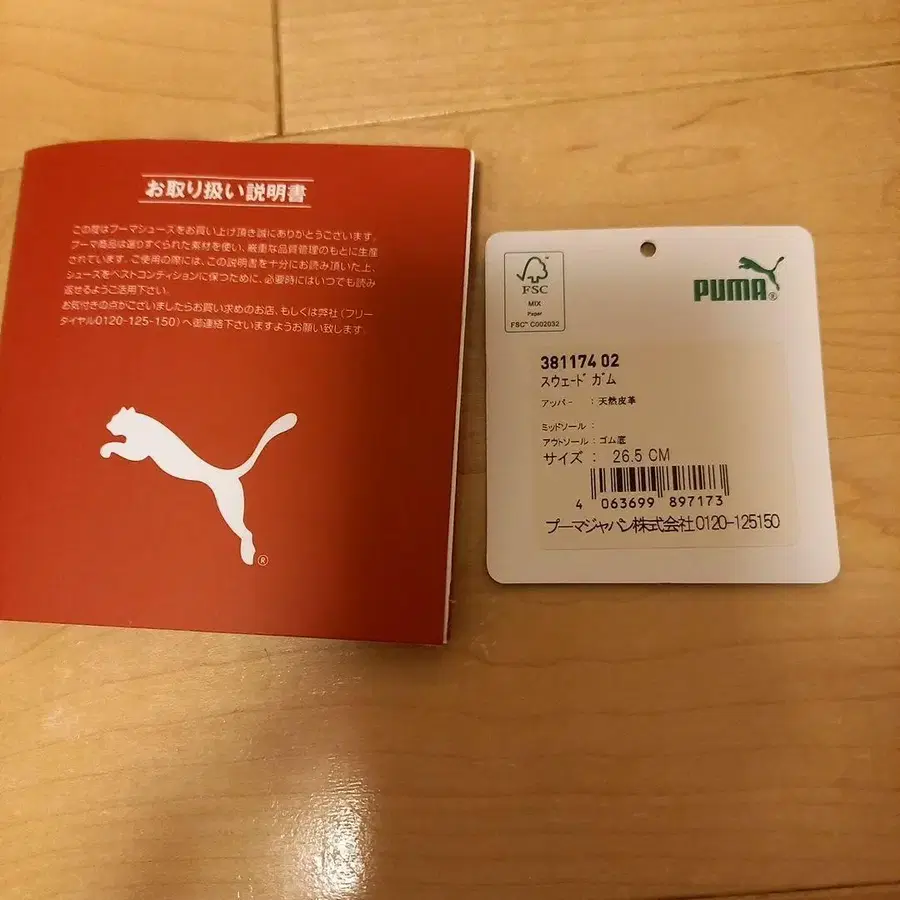 お取り扱い説明書
この度はプーマシューズをお買い上げ頂き誠にありがとうございます。
プーマ商品は選りすぐられた素材を使い、厳重な品質管理のもとに生産
されています。ご使用の際には、この説明書を十分にお読み頂いた上、
シューズをベストコンディションに保つために、必要時にはいつでも読み
返せるようご活用下さい。
お気付きの点がございましたらお買い求めのお店、もしくは弊社(フリー
ダイヤル0120-125-150)へ御連絡下さいますようお願い致します。
®
FSC
MIX
Paper
FSC™ C002032
PUMA®
381174 02
スウェード ガム
アッパー : 天然皮革
ミッドソール :
アウトソール : ゴム底
サイズ : 26.5 CM
4 063699 897173
プーマジャパン株式会社0120-125150